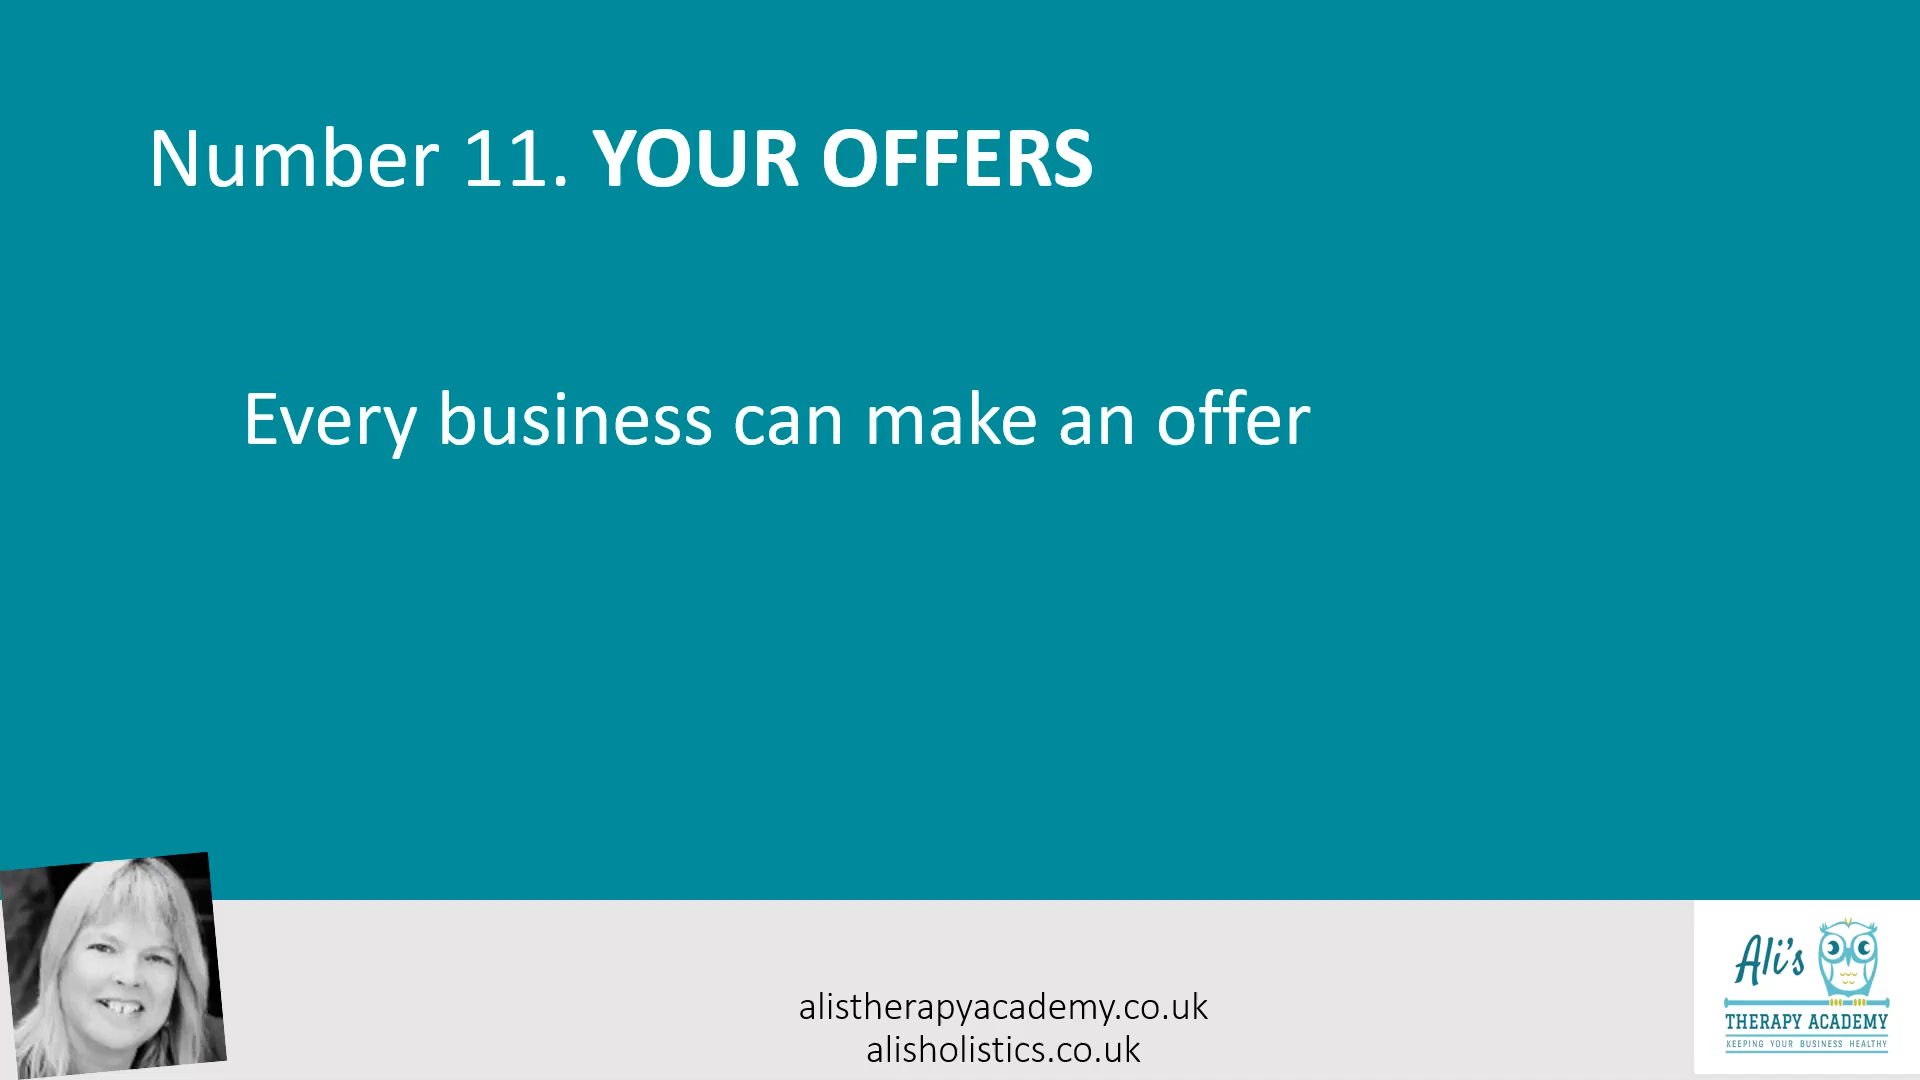 Number 11. YOUR OFFERS
Every business can make an offer
alistherapyacademy.co.uk
alisholistics.co.uk
Ali's
THERAPY ACADEMY
KEEPING YOUR BUSINESS HEALTHY